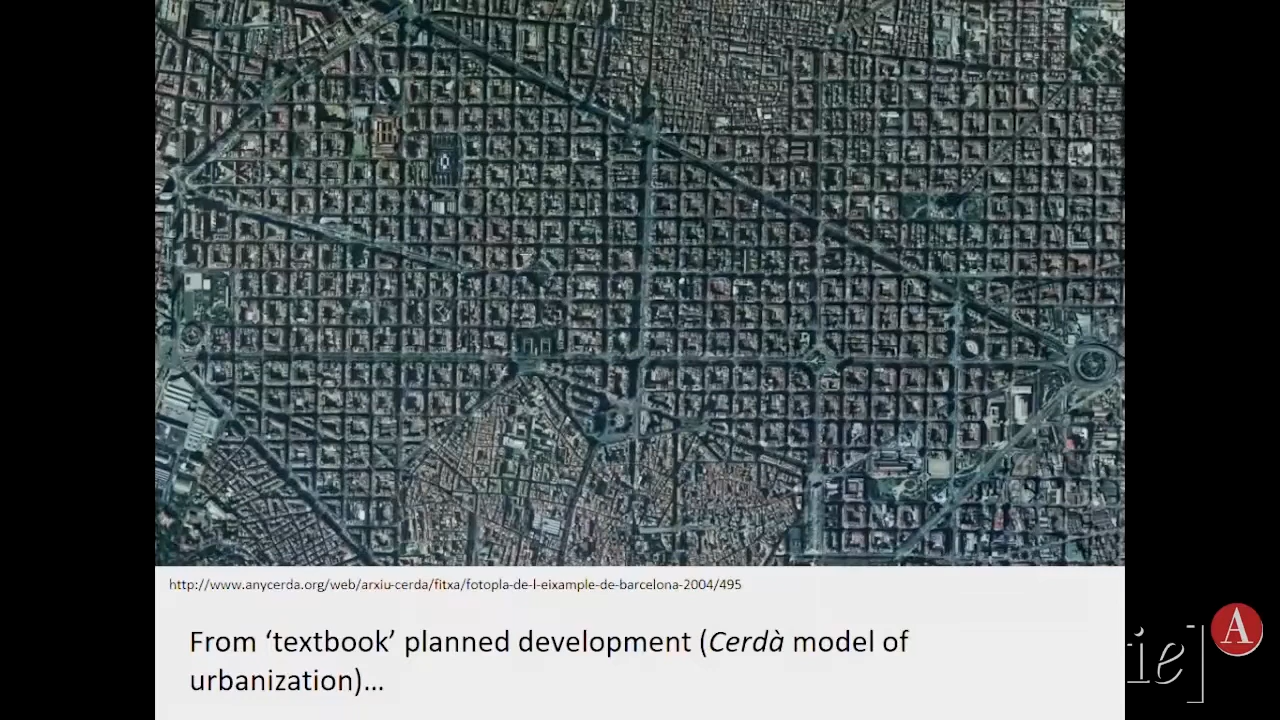 http://www.anycerda.org/web/arxiu-cerda/fitxa/fotopla-de-l-eixample-de-barcelona-2004/495
From ‘textbook’ planned development (Cerdà model of
urbanization)...
ie]
A